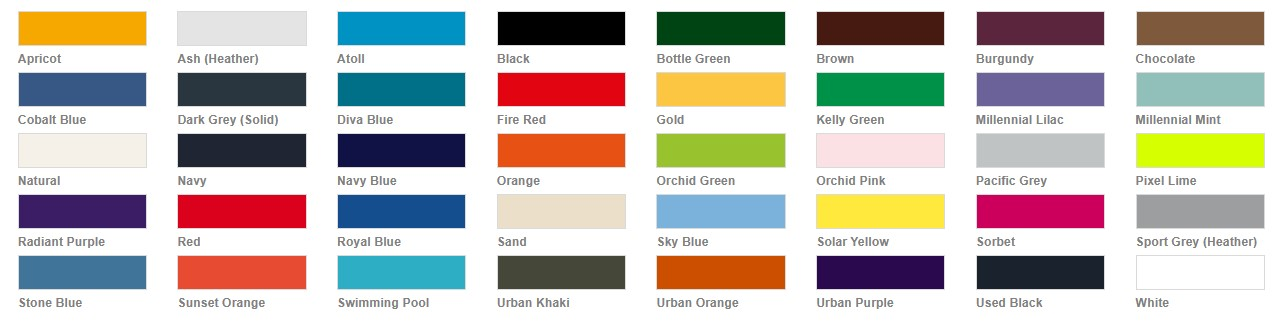 Apricot Ash (Heather) Atoll Black Bottle Green Brown Burgundy Chocolate
Cobalt Blue Dark Grey (Solid) Diva Blue Fire Red Gold Kelly Green Millennial Lilac Millennial Mint
Natural Navy Navy Blue Orange Orchid Green Orchid Pink Pacific Grey Pixel Lime
Radiant Purple Red Royal Blue Sand Sky Blue Solar Yellow Sorbet Sport Grey (Heather)
Stone Blue Sunset Orange Swimming Pool Urban Khaki Urban Orange Urban Purple Used Black White